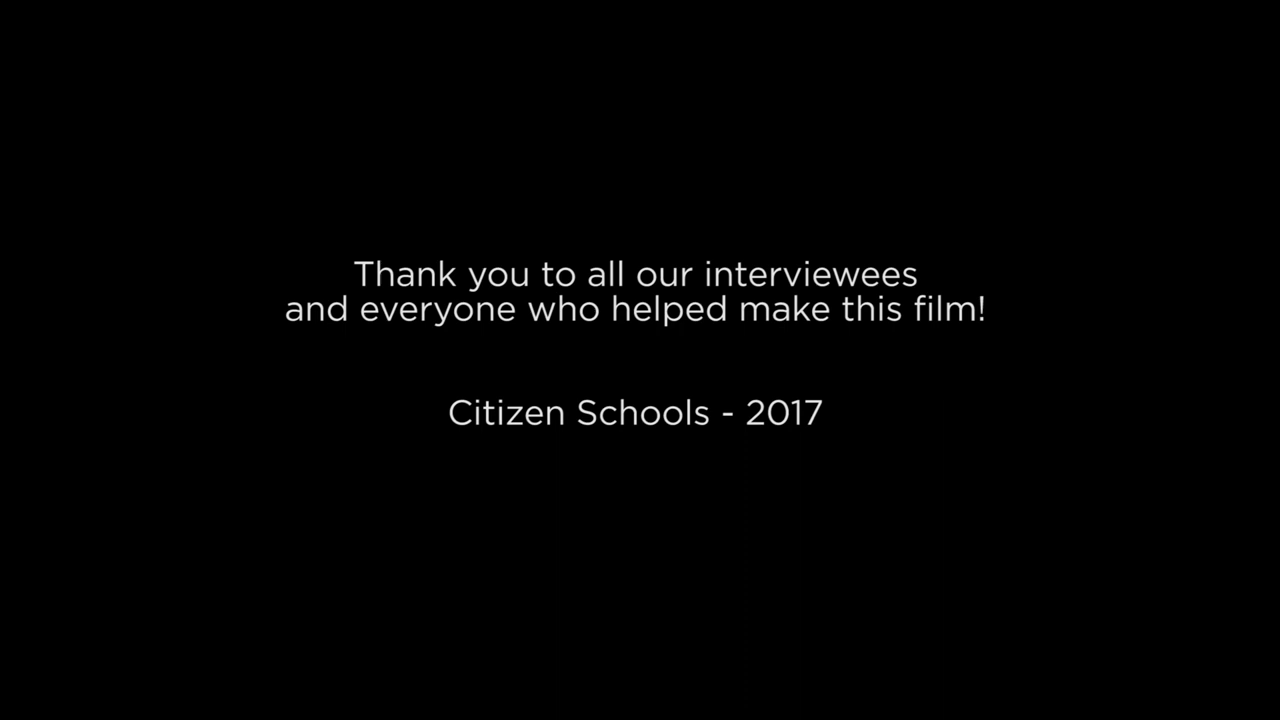 Thank you to all our interviewees
and everyone who helped make this film!
Citizen Schools - 2017